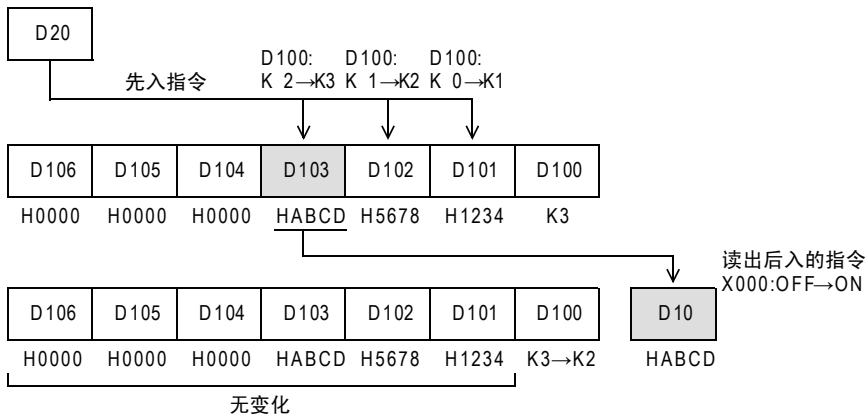 D20
先入指令
D100: D100: D100:
K 2→K3 K 1→K2 K 0→K1
D106 D105 D104 D103 D102 D101 D100
H0000 H0000 H0000 HABCD H5678 H1234 K3
读出后入的指令
X000:OFF→ON
D106 D105 D104 D103 D102 D101 D100 D10
H0000 H0000 H0000 HABCD H5678 H1234 K3→K2 HABCD
无变化